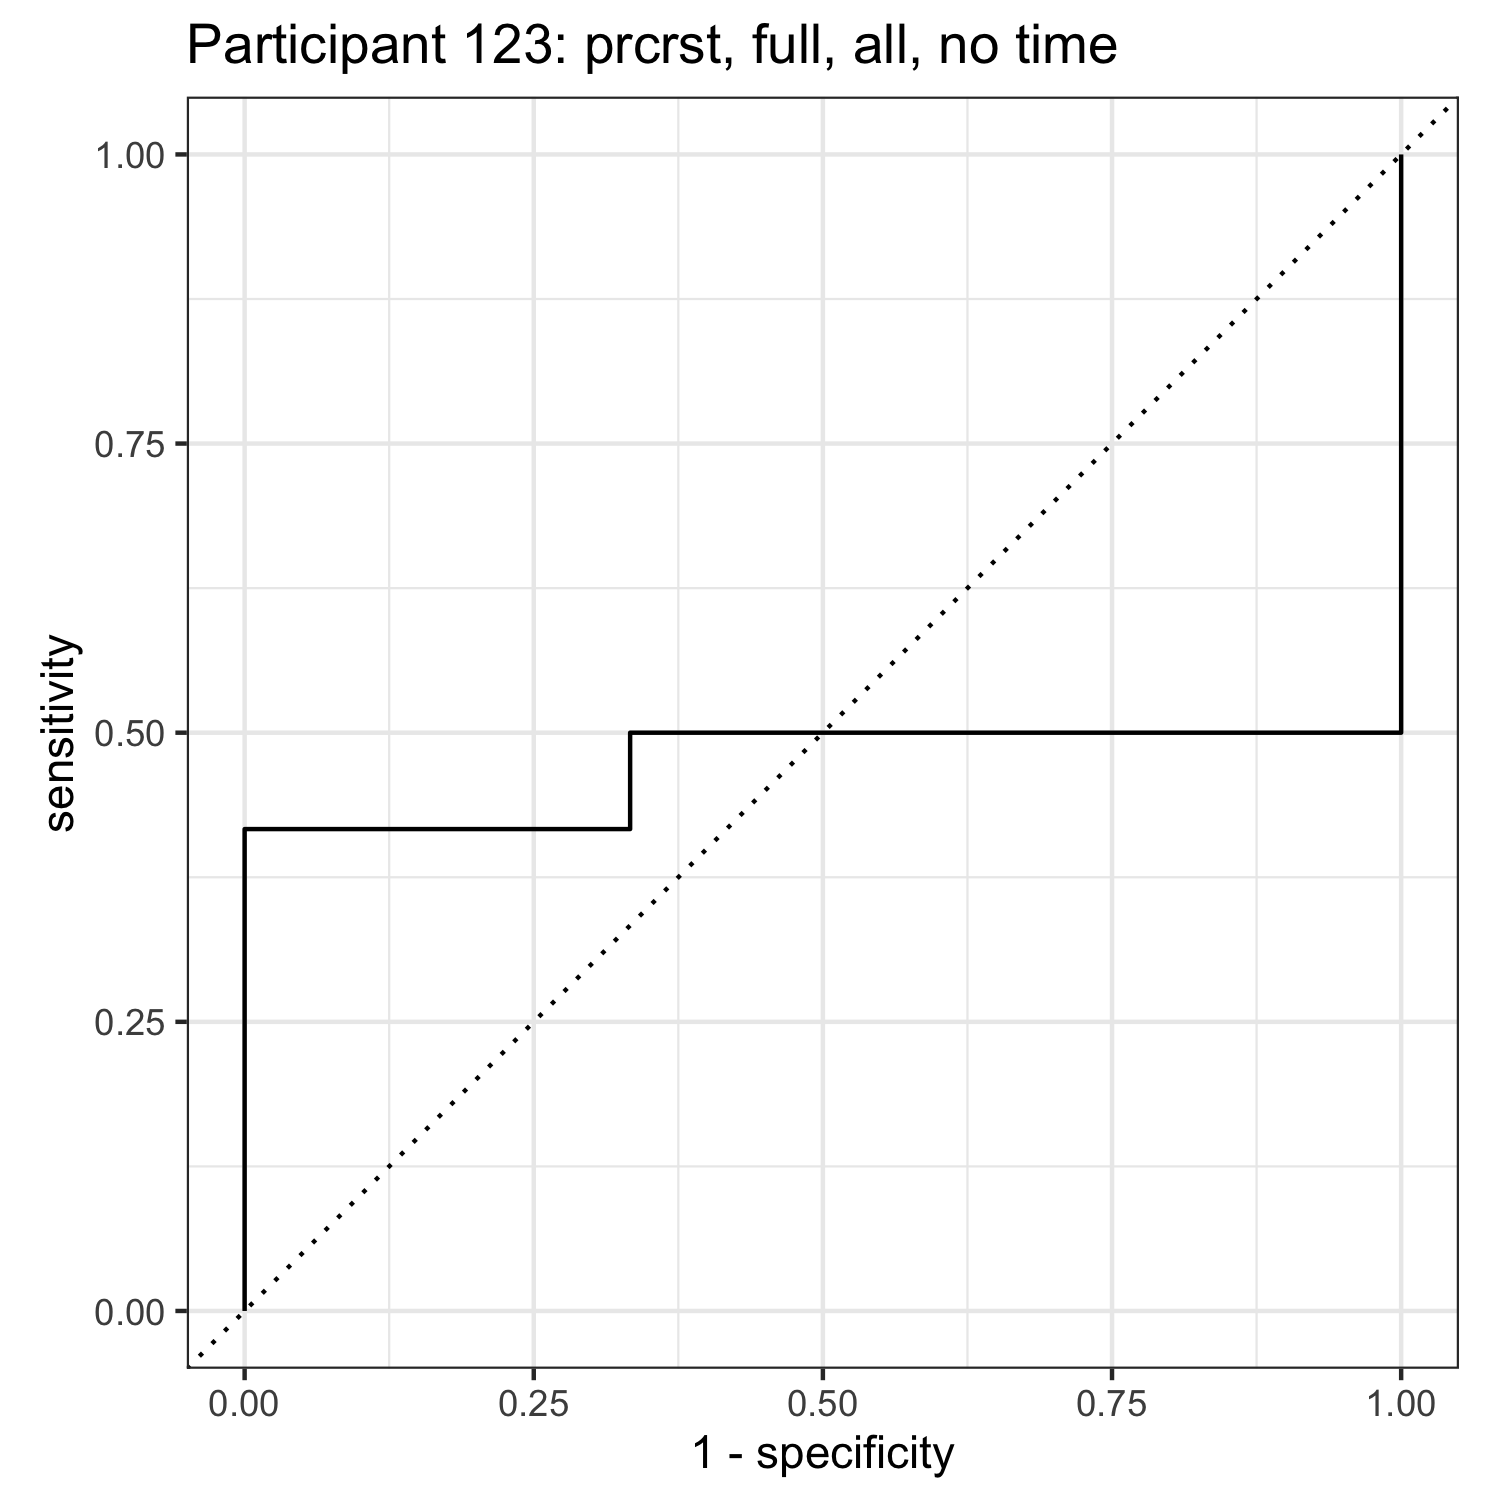 Participant 123: prcrst, full, all, no time
1.00
0.75
0.50
0.25
0.00
sensitivity
0.00 0.25 0.50 0.75 1.00
1 - specificity